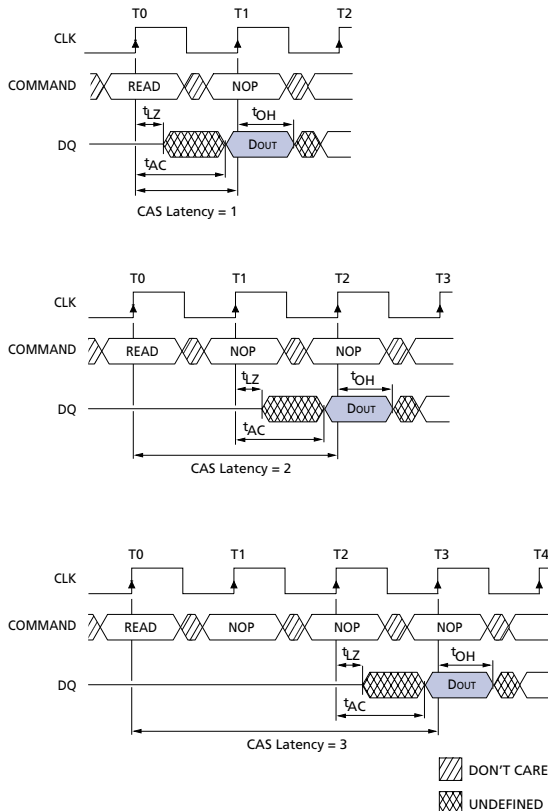 T0 T1 T2
CLK
COMMAND READ NOP
tLZ tOH
DQ DOUT
tAC
CAS Latency = 1
T0 T1 T2 T3
CLK
COMMAND READ NOP NOP
tLZ tOH
DQ DOUT
tAC
CAS Latency = 2
T0 T1 T2 T3 T4
CLK
COMMAND READ NOP NOP NOP
tLZ tOH
DQ DOUT
tAC
CAS Latency = 3
DON'T CARE
UNDEFINED